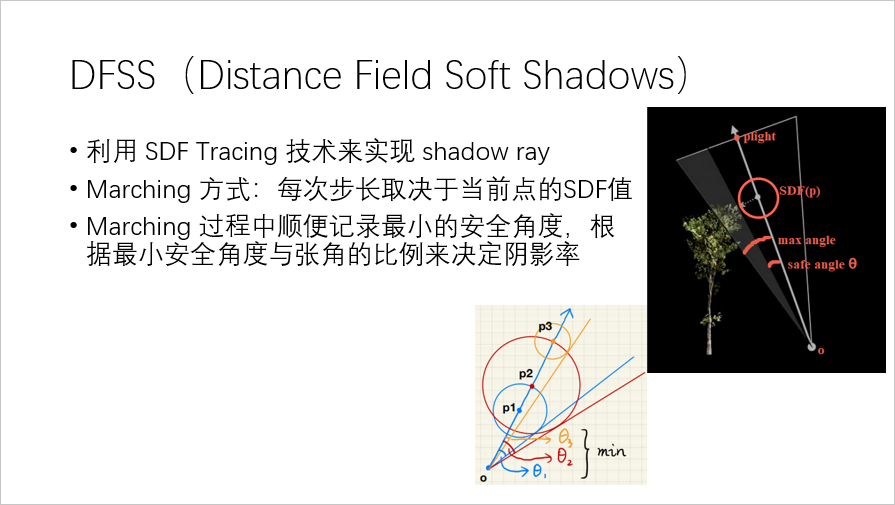 DFSS（Distance Field Soft Shadows）
• 利用 SDF Tracing 技术来实现 shadow ray
• Marching 方式：每次步长取决于当前点的SDF值
• Marching 过程中顺便记录最小的安全角度，根
据最小安全角度与张角的比例来决定阴影率
plight
SDF(p)
max angle
safe angle θ
o
p3
p2
p1
θ3
θ2
θ1
min
o